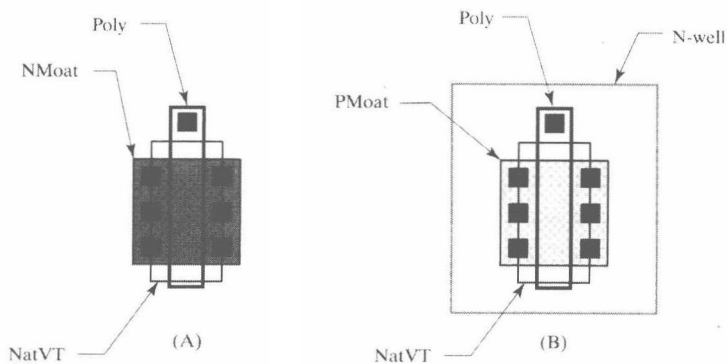 Poly
NMoat
NatVT
(A)
Poly
N-well
PMoat
NatVT
(B)